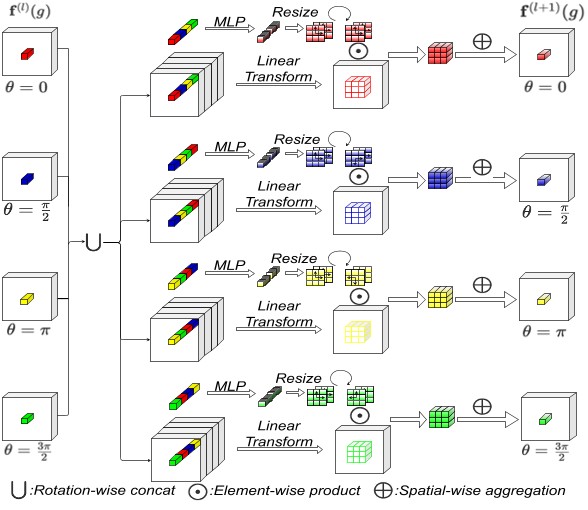 f^(l)(g)
f^(l+1)(g)
MLP
Resize
Linear
Transform
θ = 0
θ = 0
MLP
Resize
Linear
Transform
θ = π/2
θ = π/2
∪
MLP
Resize
Linear
Transform
θ = π
θ = π
MLP
Resize
Linear
Transform
θ = 3π/2
θ = 3π/2
∪:Rotation-wise concat ⊙:Element-wise product ⊕:Spatial-wise aggregation